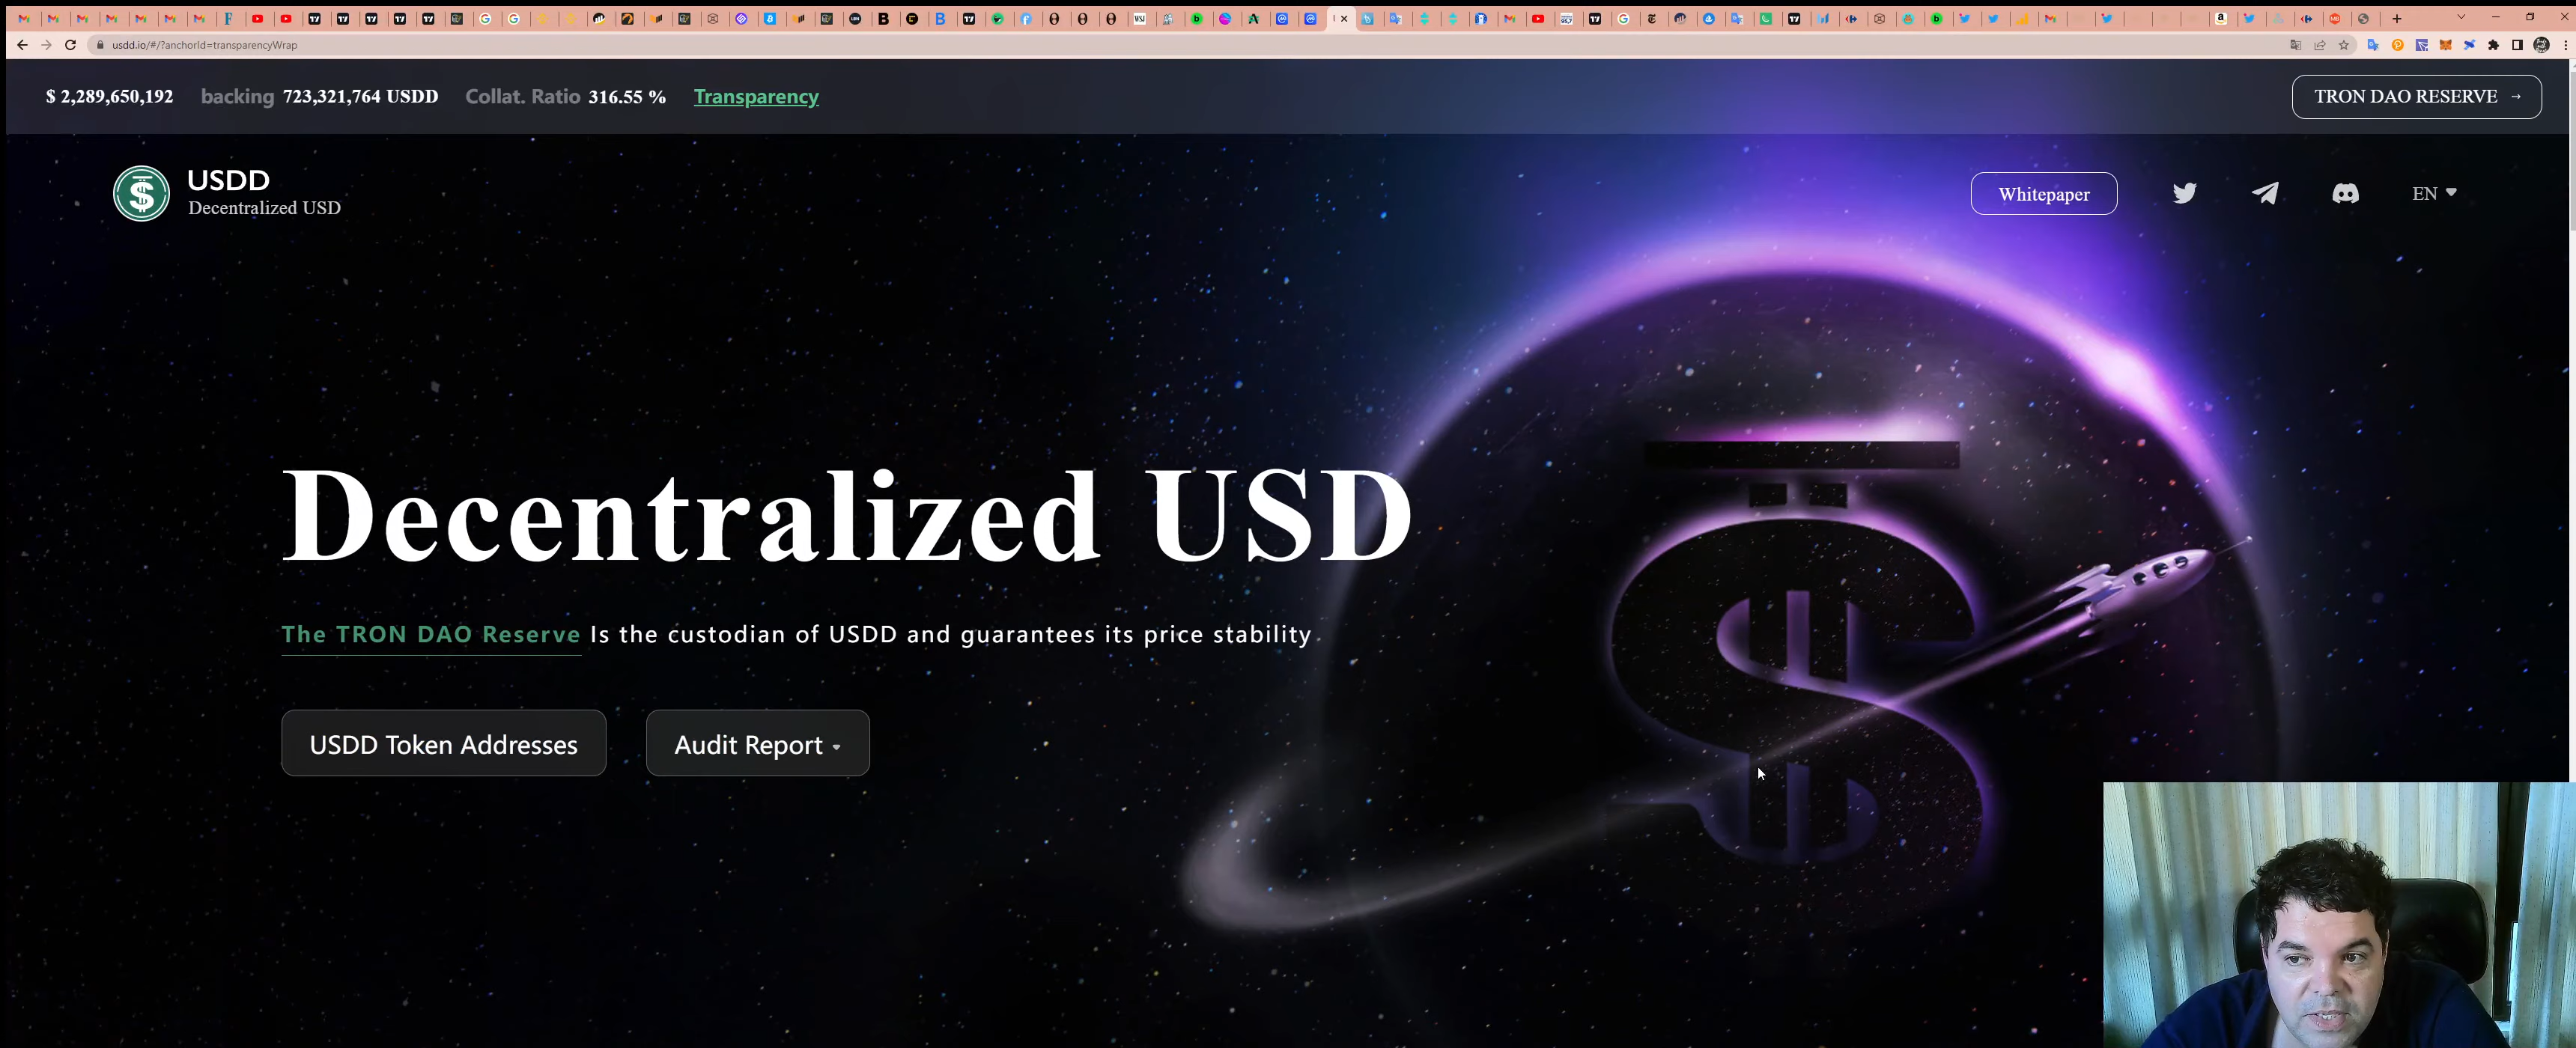 usdd.io/#/?anchorId=transparencyWrap
$ 2,289,650,192 backing 723,321,764 USDD Collat. Ratio 316.55 % Transparency
TRON DAO RESERVE →
USDD
Decentralized USD
Whitepaper
EN
Decentralized USD
The TRON DAO Reserve Is the custodian of USDD and guarantees its price stability
USDD Token Addresses
Audit Report